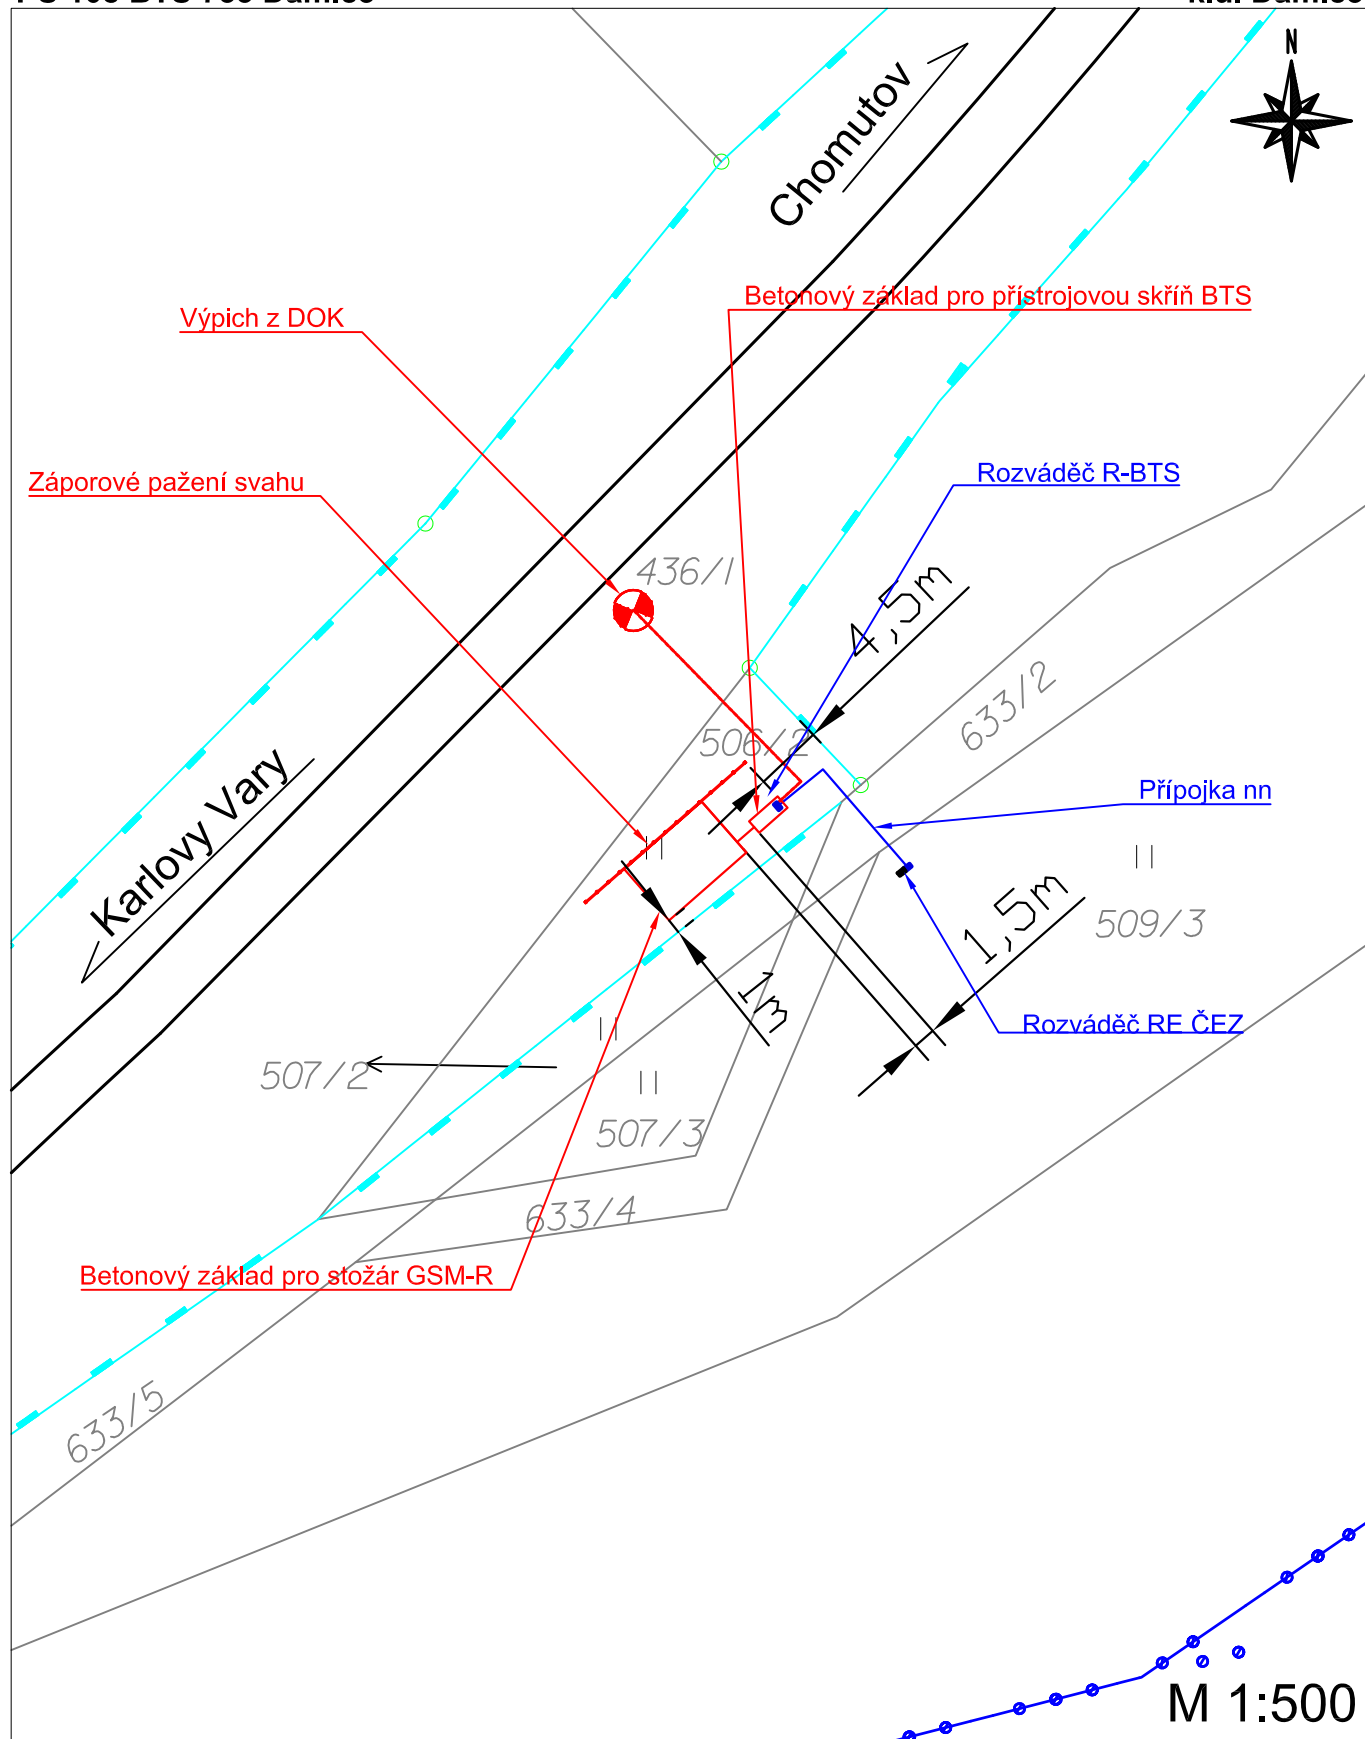 N
Chomutov
Betonový základ pro přístrojovou skříň BTS
Výpich z DOK
Rozváděč R-BTS
Záporové pažení svahu
436/1
4,5m
633/2
506/2
Přípojka nn
Karlovy Vary
1,5m
509/3
1m
Rozváděč RE ČEZ
507/2
507/3
633/4
Betonový základ pro stožár GSM-R
633/5
M 1:500